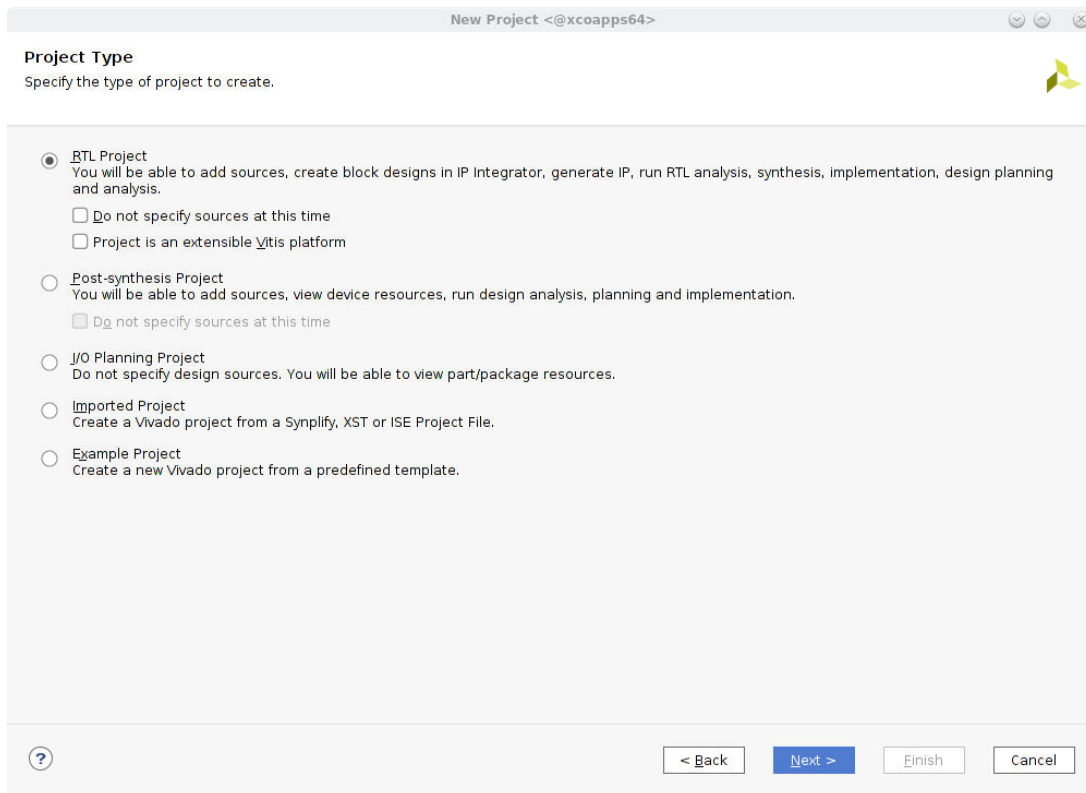 New Project <@xcoapps64>
Project Type
Specify the type of project to create.
RTL Project
You will be able to add sources, create block designs in IP Integrator, generate IP, run RTL analysis, synthesis, implementation, design planning
and analysis.
Do not specify sources at this time
Project is an extensible Vitis platform
Post-synthesis Project
You will be able to add sources, view device resources, run design analysis, planning and implementation.
Do not specify sources at this time
I/O Planning Project
Do not specify design sources. You will be able to view part/package resources.
Imported Project
Create a Vivado project from a Synplify, XST or ISE Project File.
Example Project
Create a new Vivado project from a predefined template.
? < Back Next > Finish Cancel